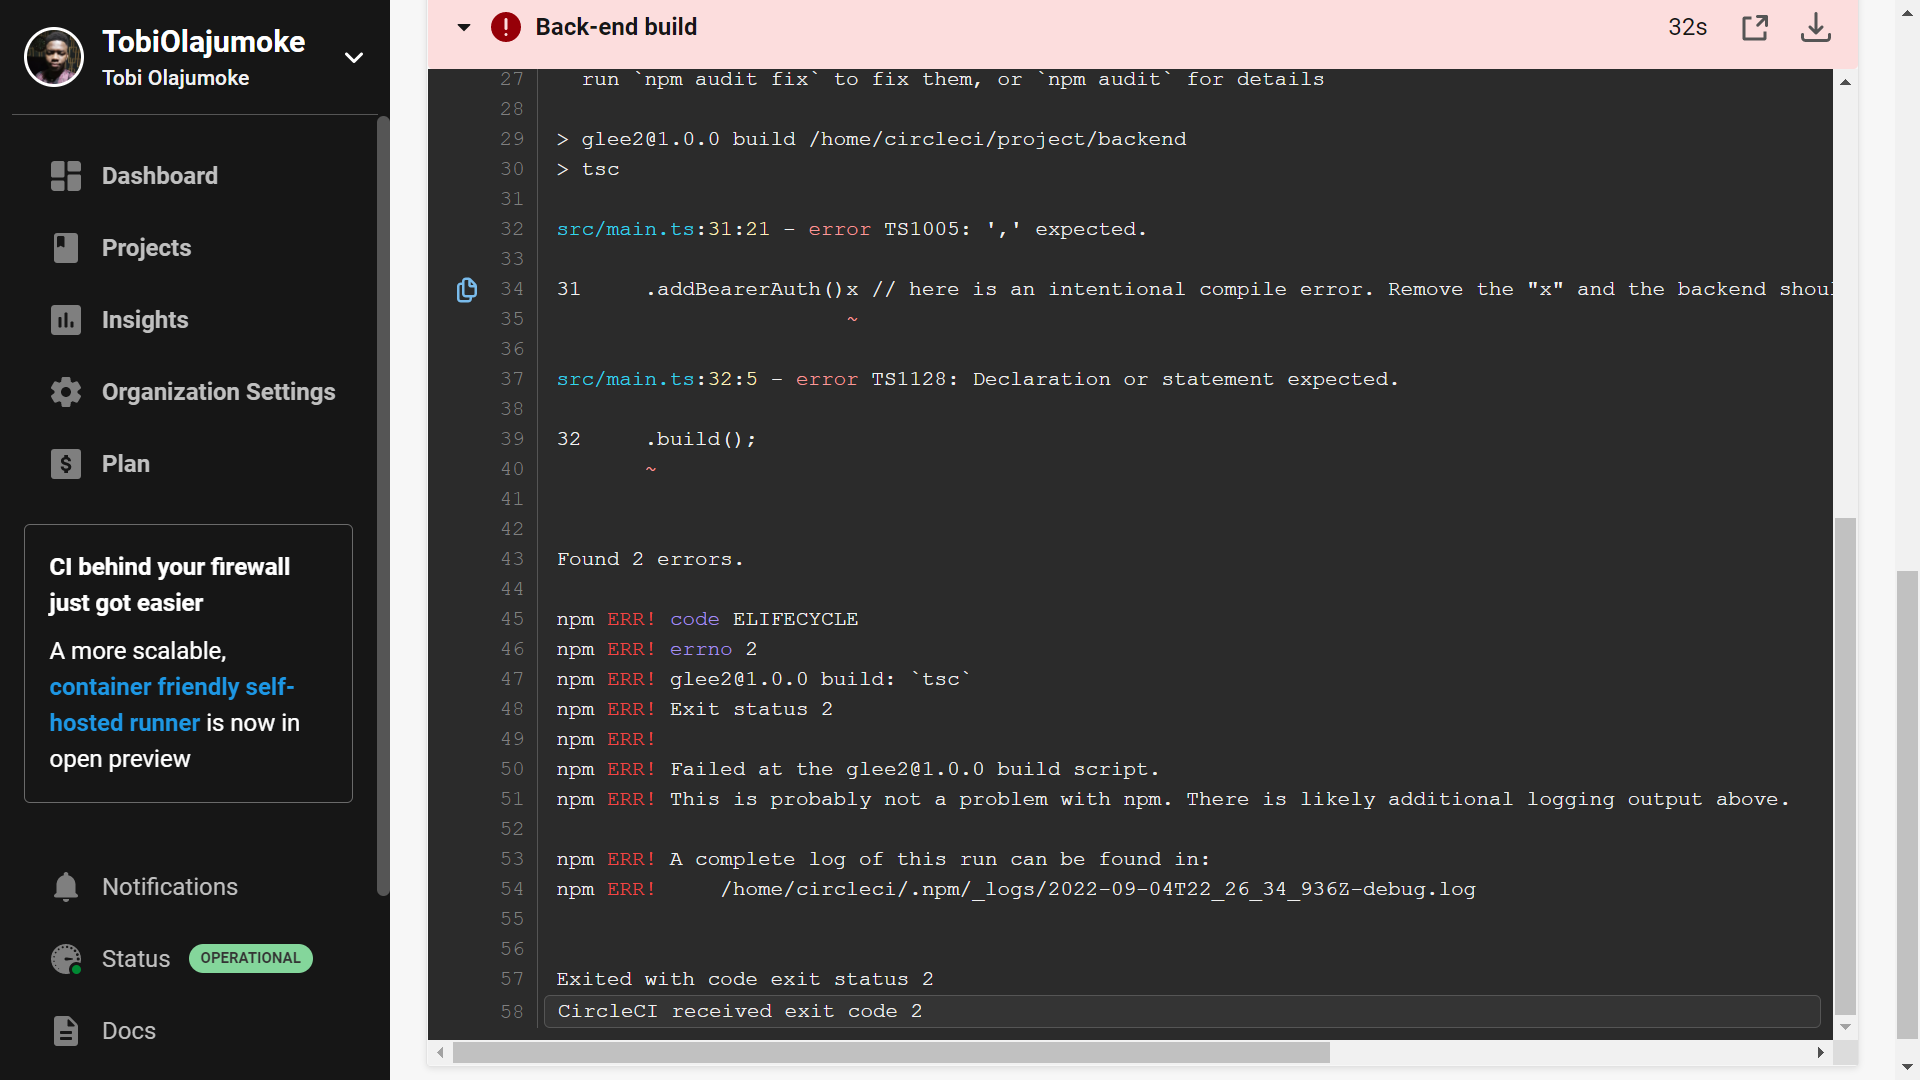 TobiOlajumoke
Tobi Olajumoke
Dashboard
Projects
Insights
Organization Settings
Plan
CI behind your firewall
just got easier
A more scalable,
container friendly self-
hosted runner is now in
open preview
Notifications
Status OPERATIONAL
Docs
Back-end build 32s
27 run `npm audit fix` to fix them, or `npm audit` for details
28
29 > glee2@1.0.0 build /home/circleci/project/backend
30 > tsc
31
32 src/main.ts:31:21 - error TS1005: ',' expected.
33
34 31     .addBearerAuth()x // here is an intentional compile error. Remove the "x" and the backend shoul
35 ~
36
37 src/main.ts:32:5 - error TS1128: Declaration or statement expected.
38
39 32     .build();
40 ~
41
42
43 Found 2 errors.
44
45 npm ERR! code ELIFECYCLE
46 npm ERR! errno 2
47 npm ERR! glee2@1.0.0 build: `tsc`
48 npm ERR! Exit status 2
49 npm ERR!
50 npm ERR! Failed at the glee2@1.0.0 build script.
51 npm ERR! This is probably not a problem with npm. There is likely additional logging output above.
52
53 npm ERR! A complete log of this run can be found in:
54 npm ERR!     /home/circleci/.npm/_logs/2022-09-04T22_26_34_936Z-debug.log
55
56
57 Exited with code exit status 2
58 CircleCI received exit code 2